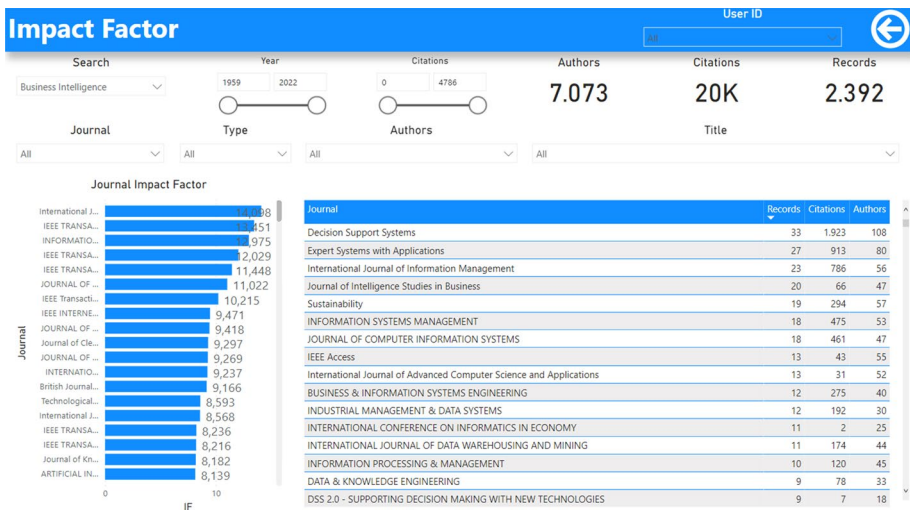 Impact Factor
User ID
All
Search
Year
Citations
Authors
Citations
Records
Business Intelligence
1959
2022
0
4786
7.073
20K
2.392
Journal
Type
Authors
Title
All
All
All
All
Journal Impact Factor
Journal
International J... 14,098
IEEE TRANSA... 13,451
INFORMATIO... 12,975
IEEE TRANSA... 12,029
IEEE TRANSA... 11,448
JOURNAL OF ... 11,022
IEEE Transacti... 10,215
IEEE INTERNE... 9,471
JOURNAL OF ... 9,418
Journal of Cle... 9,297
JOURNAL OF ... 9,269
INTERNATIO... 9,237
British Journal... 9,166
Technological... 8,593
International J... 8,568
IEEE TRANSA... 8,236
IEEE TRANSA... 8,216
Journal of Kn... 8,182
ARTIFICIAL IN... 8,139
0 10
IF
Journal Records Citations Authors
Decision Support Systems 33 1.923 108
Expert Systems with Applications 27 913 80
International Journal of Information Management 23 786 56
Journal of Intelligence Studies in Business 20 66 47
Sustainability 19 294 57
INFORMATION SYSTEMS MANAGEMENT 18 475 53
JOURNAL OF COMPUTER INFORMATION SYSTEMS 18 461 47
IEEE Access 13 43 55
International Journal of Advanced Computer Science and Applications 13 31 52
BUSINESS & INFORMATION SYSTEMS ENGINEERING 12 275 40
INDUSTRIAL MANAGEMENT & DATA SYSTEMS 12 192 30
INTERNATIONAL CONFERENCE ON INFORMATICS IN ECONOMY 11 2 25
INTERNATIONAL JOURNAL OF DATA WAREHOUSING AND MINING 11 174 44
INFORMATION PROCESSING & MANAGEMENT 10 120 45
DATA & KNOWLEDGE ENGINEERING 9 78 33
DSS 2.0 - SUPPORTING DECISION MAKING WITH NEW TECHNOLOGIES 9 7 18